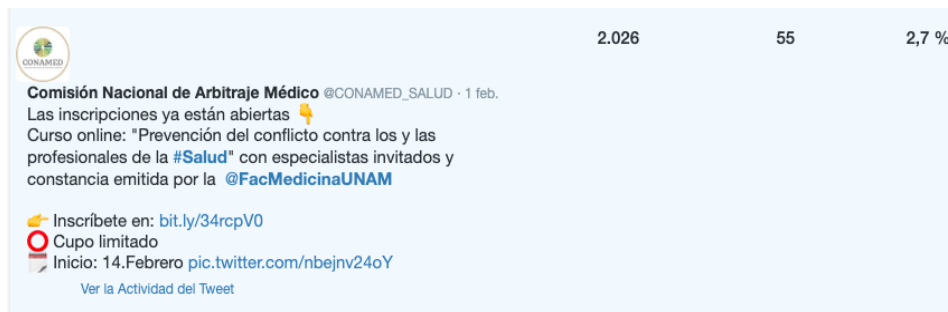 2.026 55 2,7 %
CONAMED
Comisión Nacional de Arbitraje Médico @CONAMED_SALUD · 1 feb.
Las inscripciones ya están abiertas 👇
Curso online: "Prevención del conflicto contra los y las
profesionales de la #Salud" con especialistas invitados y
constancia emitida por la @FacMedicinaUNAM
👉 Inscríbete en: bit.ly/34rcpV0
⭕ Cupo limitado
🗓 Inicio: 14.Febrero pic.twitter.com/nbejnv24oY
Ver la Actividad del Tweet